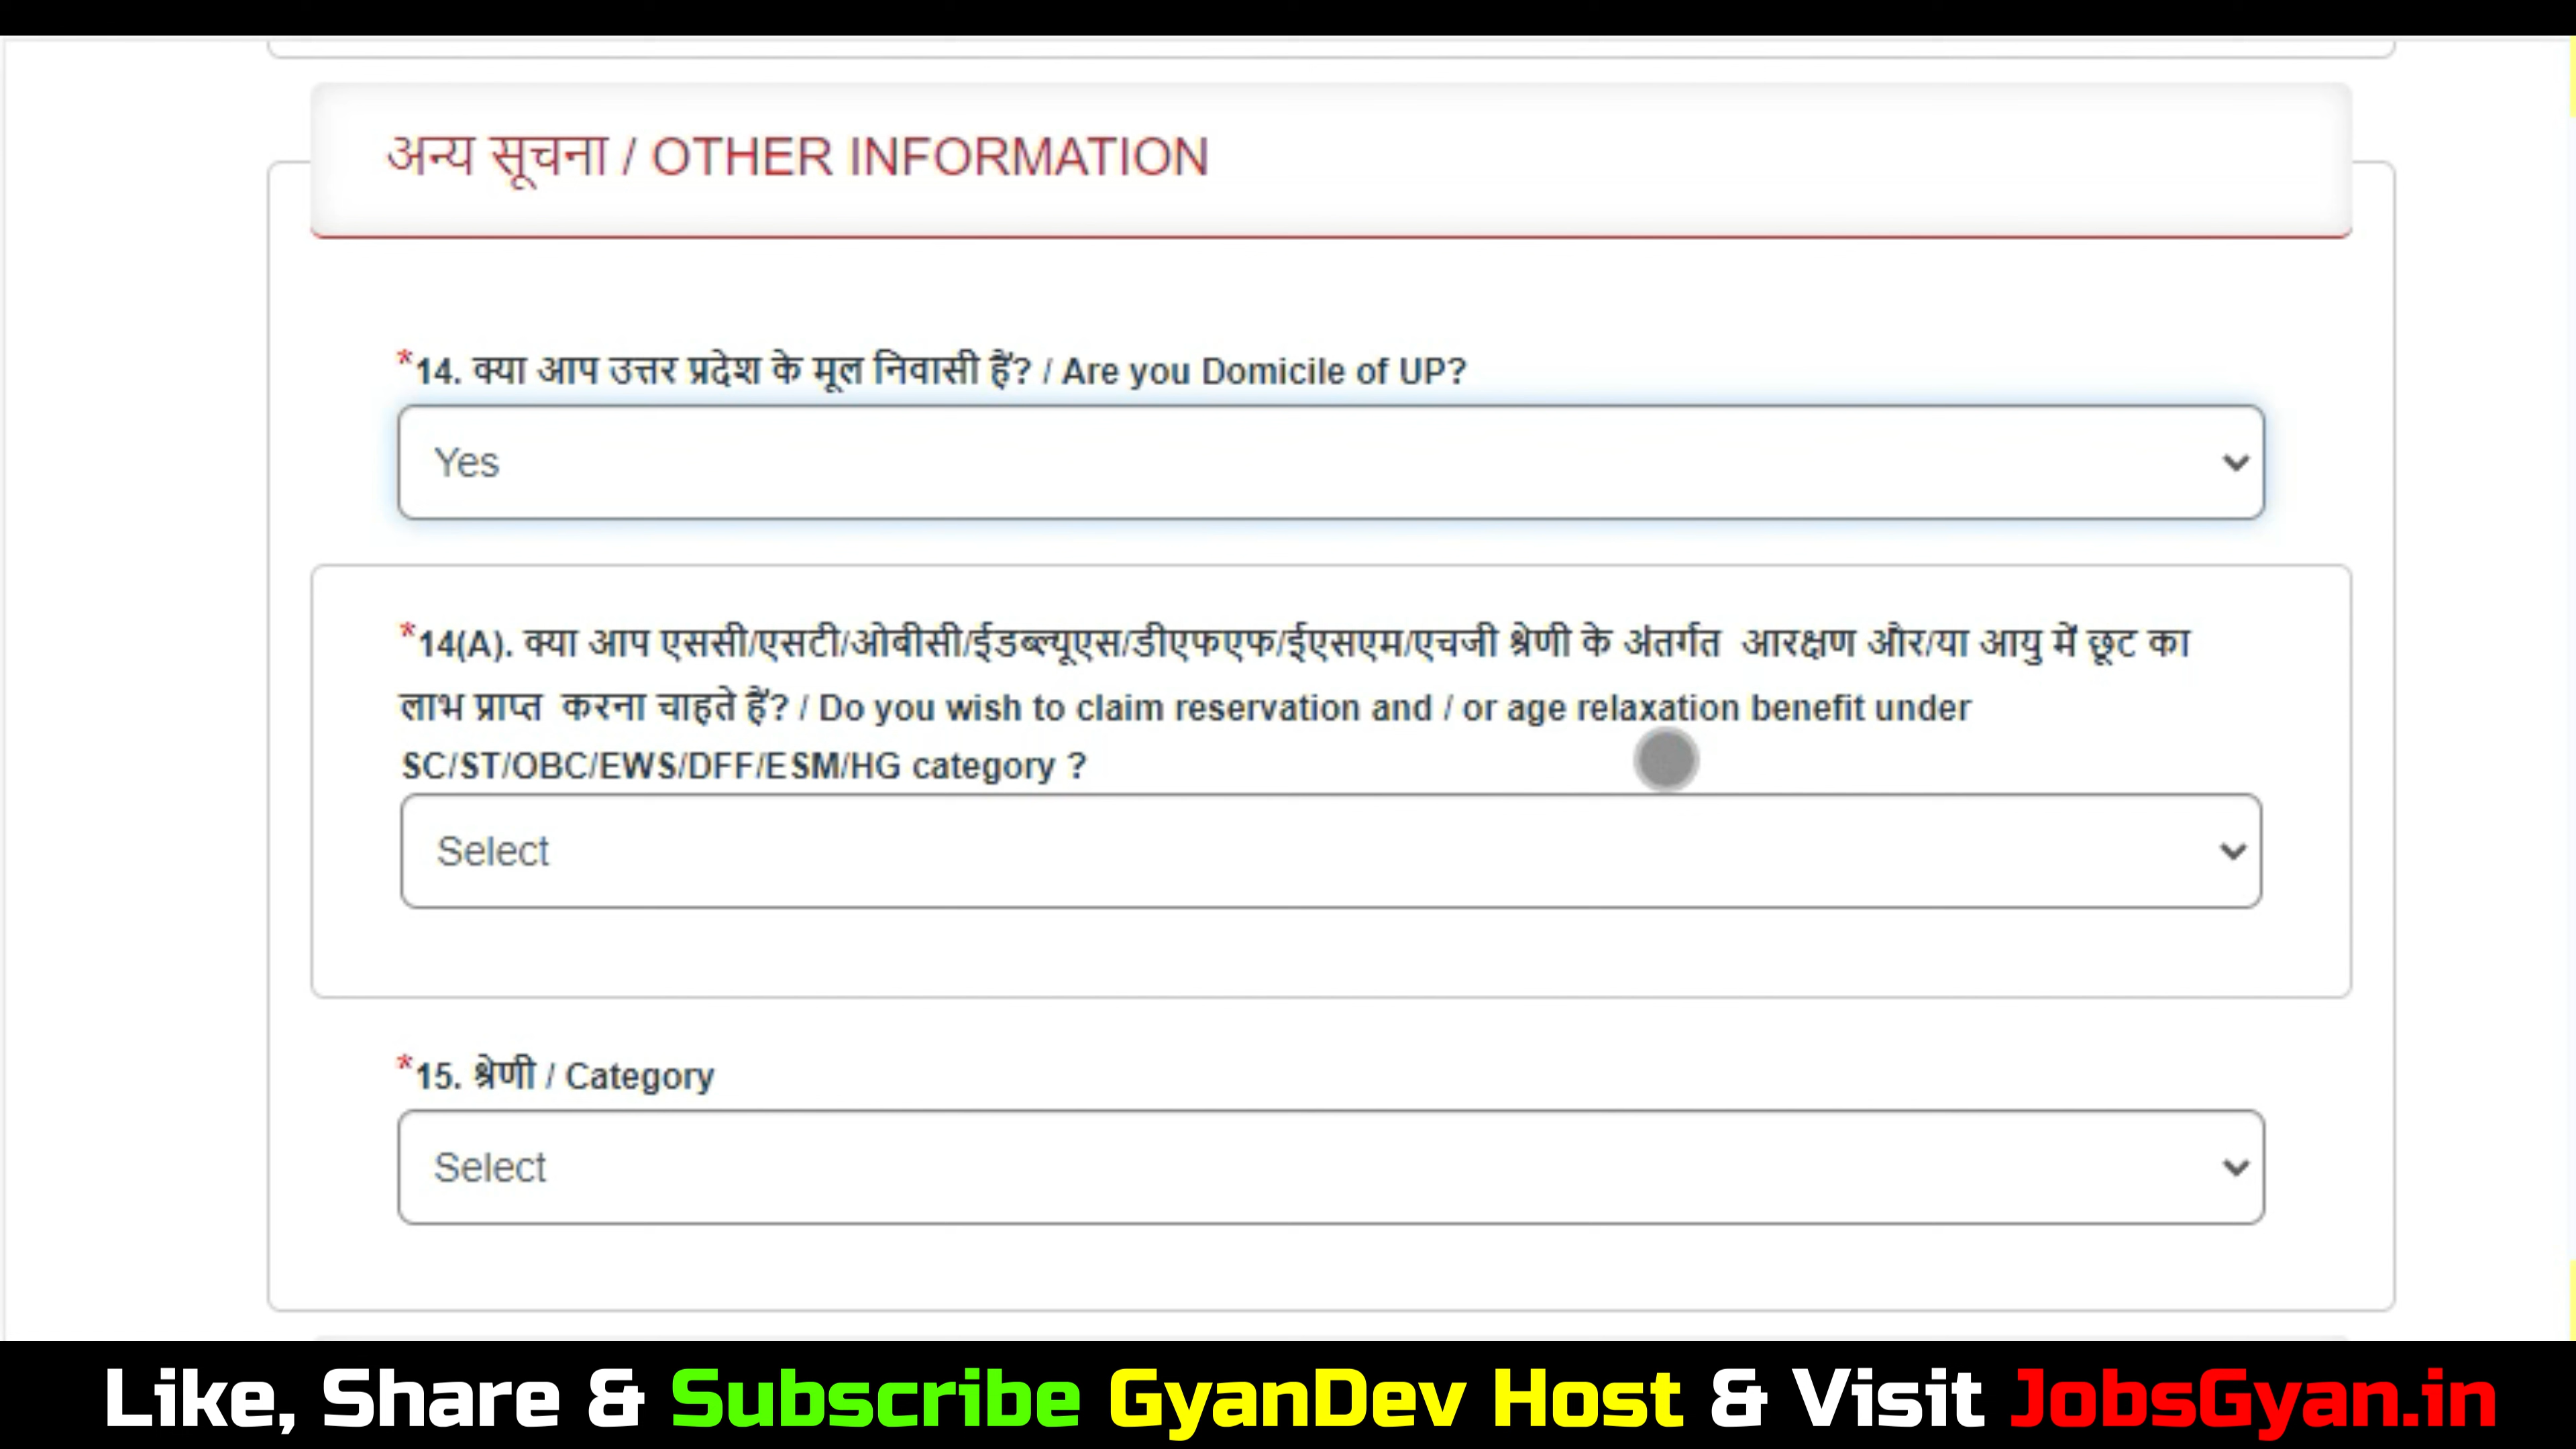 अन्य सूचना / OTHER INFORMATION
*14. क्या आप उत्तर प्रदेश के मूल निवासी हैं? / Are you Domicile of UP?
Yes
*14(A). क्या आप एससी/एसटी/ओबीसी/ईडब्ल्यूएस/डीएफएफ/ईएसएम/एचजी श्रेणी के अंतर्गत आरक्षण और/या आयु में छूट का
लाभ प्राप्त करना चाहते हैं? / Do you wish to claim reservation and / or age relaxation benefit under
SC/ST/OBC/EWS/DFF/ESM/HG category ?
Select
*15. श्रेणी / Category
Select
Like, Share & Subscribe GyanDev Host & Visit JobsGyan.in